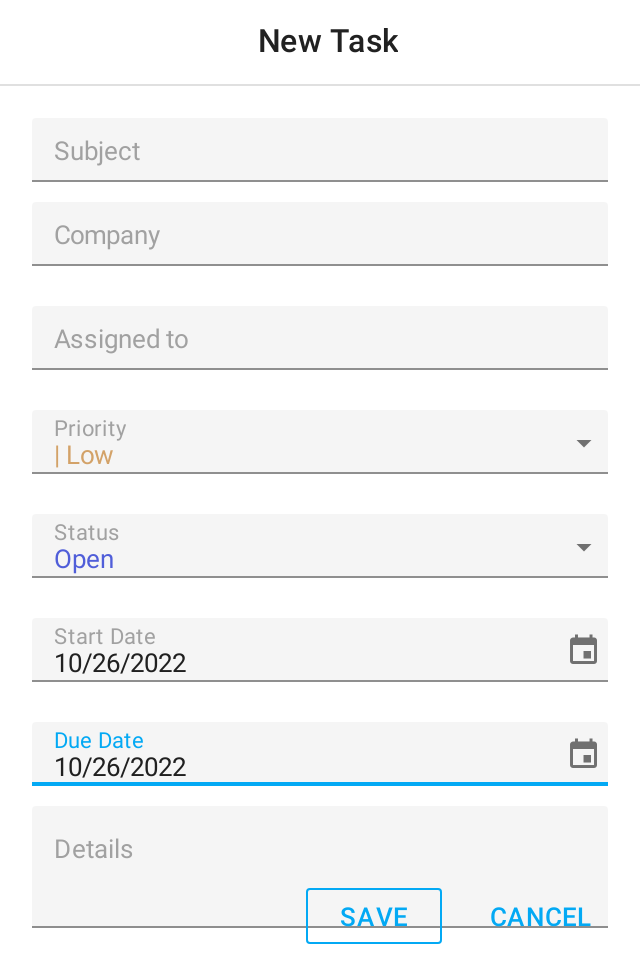 New Task
Subject
Company
Assigned to
Priority
| Low
Status
Open
Start Date
10/26/2022
Due Date
10/26/2022
Details
SAVE CANCEL